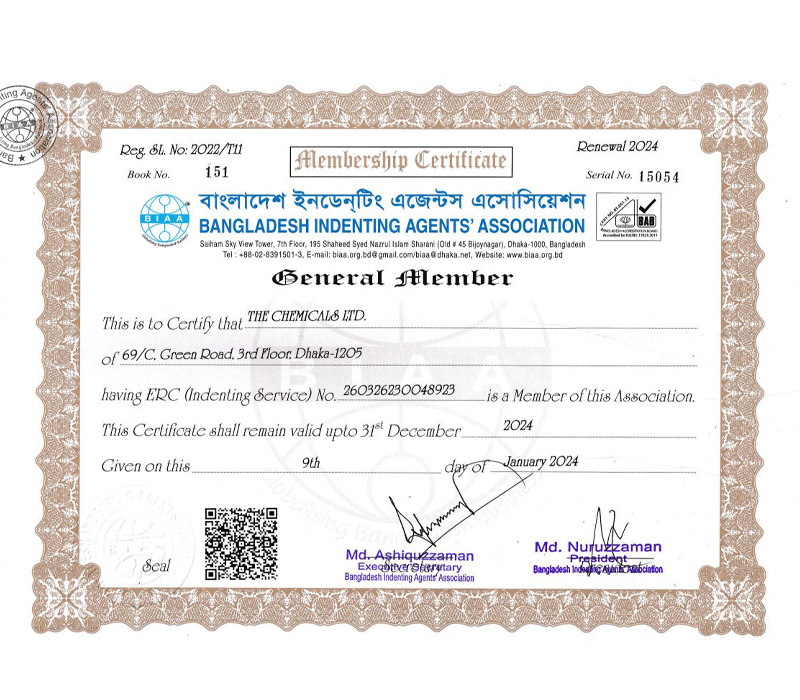 Reg. SL. No: 2022/T11
Membership Certificate
Renewal 2024
Book No. 151
Serial No. 15054
BIAA
বাংলাদেশ ইনডেন্‌টিং এজেন্টস এসোসিয়েশন
BANGLADESH INDENTING AGENTS' ASSOCIATION
BAB
Saiham Sky View Tower, 7th Floor, 195 Shaheed Syed Nazrul Islam Sharani (Old # 45 Bijoynagar), Dhaka-1000, Bangladesh
Tel : +88-02-8391501-3, E-mail: biaa.org.bd@gmail.com/biaa@dhaka.net, Website: www.biaa.org.bd
General Member
This is to Certify that THE CHEMICALS LTD.
of 69/C, Green Road, 3rd Floor, Dhaka-1205
BIAA
having ERC (Indenting Service) No. 260326230048923 is a Member of this Association.
This Certificate shall remain valid upto 31st December 2024
Given on this 9th day of January 2024
Seal
Md. Ashiquzzaman
Executive Secretary
Secretary
Bangladesh Indenting Agents' Association
Md. Nuruzzaman
President
Bangladesh Indenting Agents' Association
President